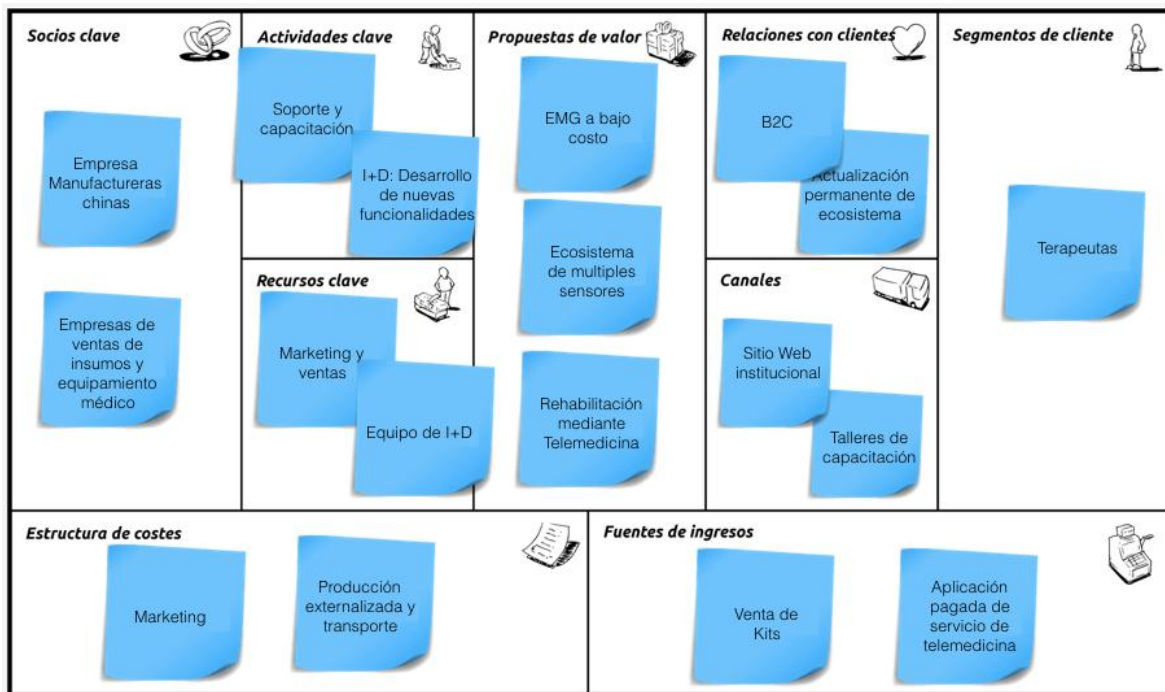 Socios clave
Empresa
Manufactureras
chinas
Empresas de
ventas de
insumos y
equipamiento
médico
Actividades clave
Soporte y
capacitación
I+D: Desarrollo
de nuevas
funcionalidades
Recursos clave
Marketing y
ventas
Equipo de I+D
Propuestas de valor
EMG a bajo
costo
Ecosistema
de multiples
sensores
Rehabilitación
mediante
Telemedicina
Relaciones con clientes
B2C
Actualización
permanente de
ecosistema
Canales
Sitio Web
institucional
Talleres de
capacitación
Segmentos de cliente
Terapeutas
Estructura de costes
Marketing
Producción
externalizada y
transporte
Fuentes de ingresos
Venta de
Kits
Aplicación
pagada de
servicio de
telemedicina